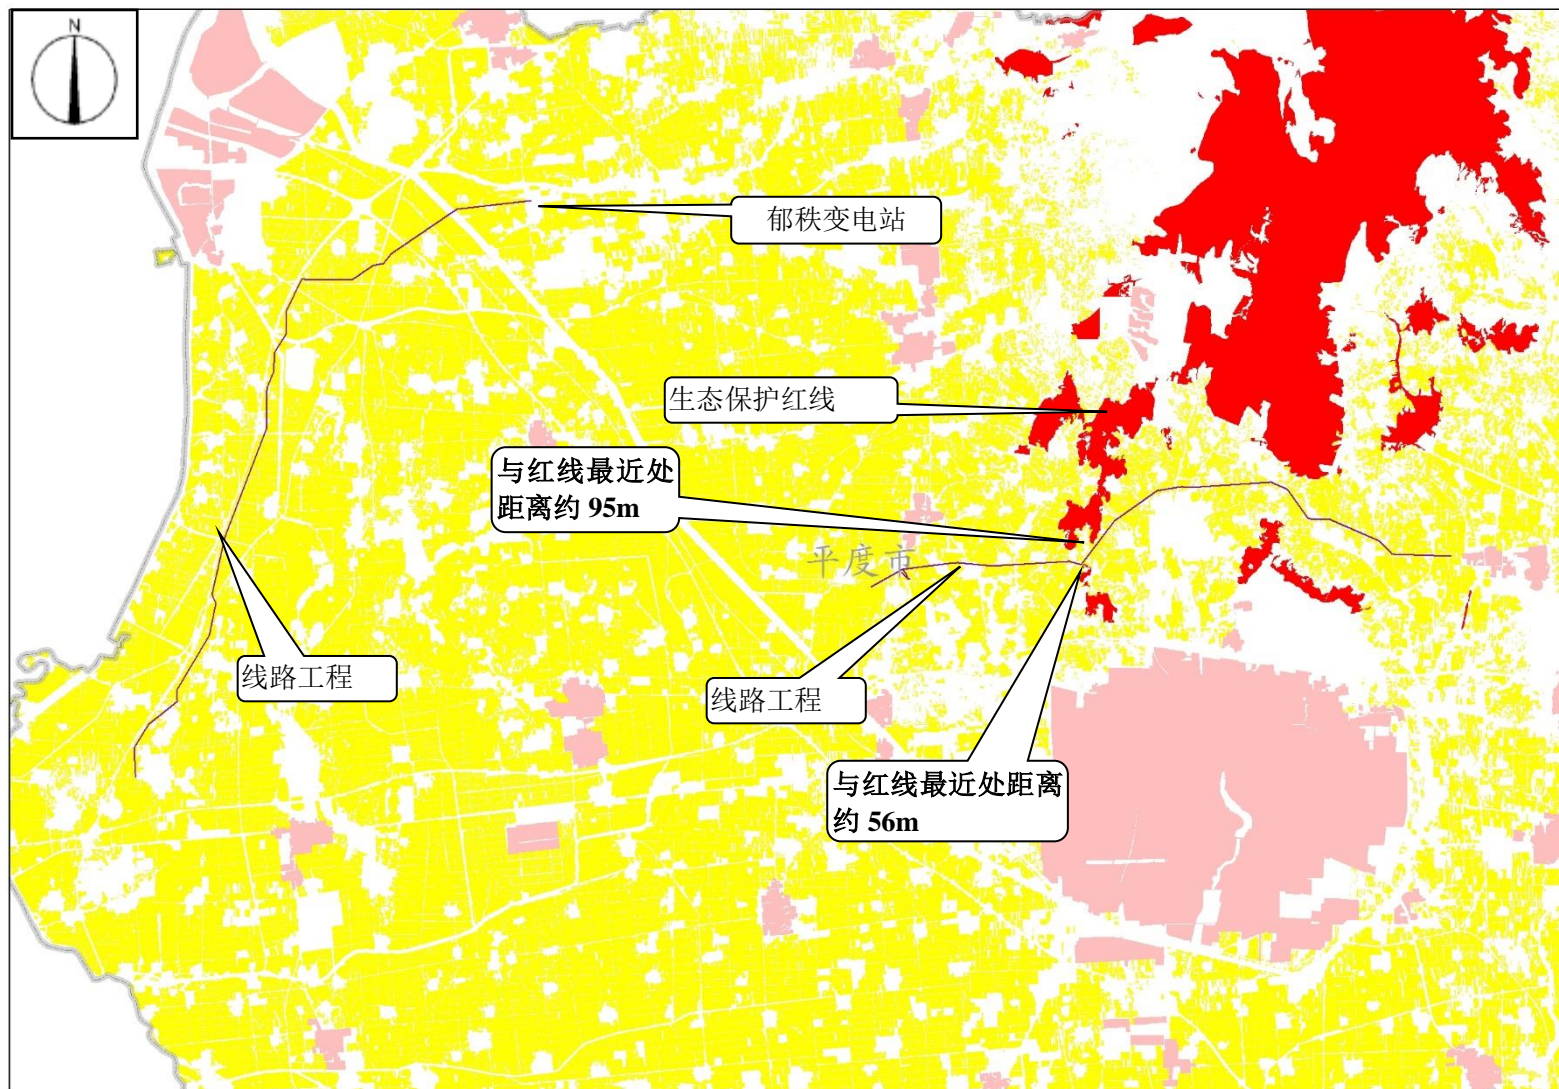 N
郁秩变电站
生态保护红线
与红线最近处
距离约 95m
平度市
线路工程
线路工程
与红线最近处距离
约 56m